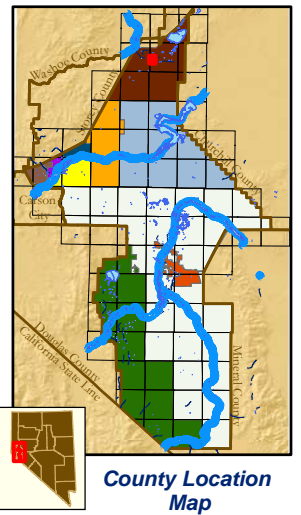 Washoe County
Storey County
Churchill County
Carson
City
Douglas County
California State Line
Mineral County
County Location
Map